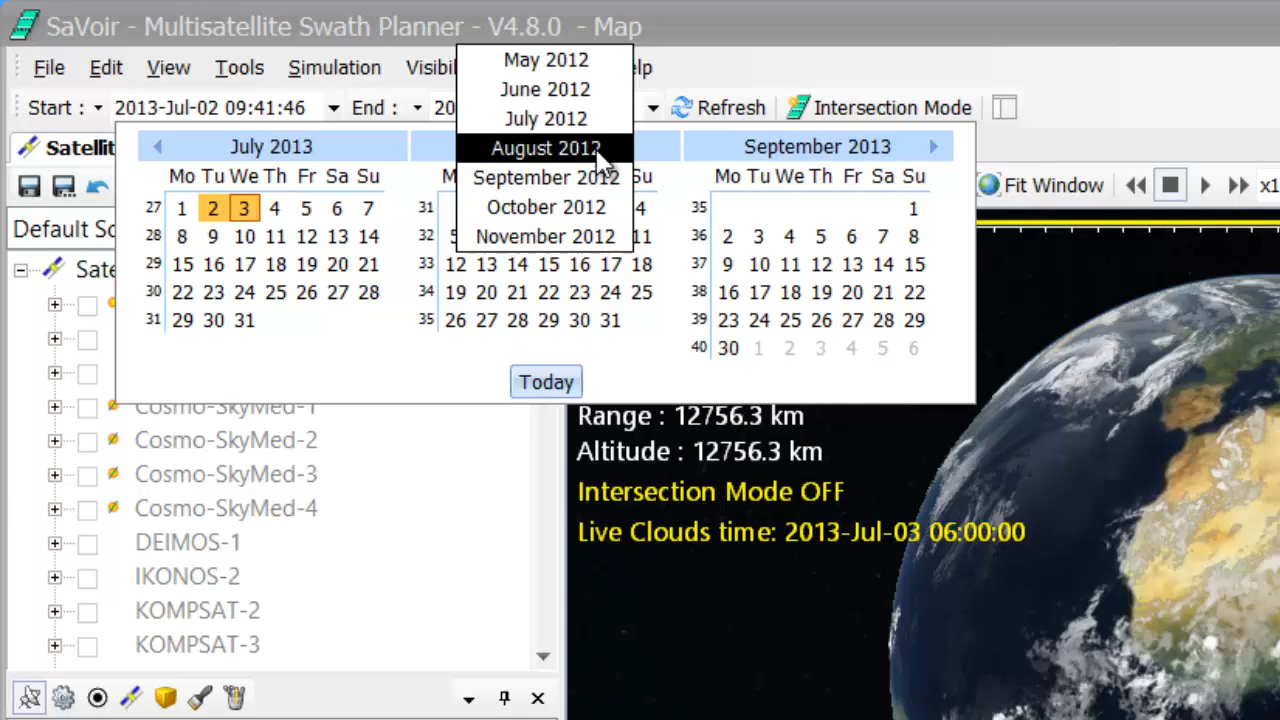 SaVoir - Multisatellite Swath Planner - V4.8.0 - Map
File Edit View Tools Simulation
Start : 2013-Jul-02 09:41:46 End : 20 Refresh Intersection Mode
May 2012
June 2012
July 2012
August 2012
September 2012
October 2012
November 2012
July 2013 September 2013
Mo Tu We Th Fr Sa Su
27 1 2 3 4 5 6 7
28 8 9 10 11 12 13 14
29 15 16 17 18 19 20 21
30 22 23 24 25 26 27 28
31 29 30 31
31 4
32 11
33 12 13 14 15 16 17 18
34 19 20 21 22 23 24 25
35 26 27 28 29 30 31
Mo Tu We Th Fr Sa Su
35 1
36 2 3 4 5 6 7 8
37 9 10 11 12 13 14 15
38 16 17 18 19 20 21 22
39 23 24 25 26 27 28 29
40 30 1 2 3 4 5 6
Today
Fit Window x1
Cosmo-SkyMed-1
Cosmo-SkyMed-2
Cosmo-SkyMed-3
Cosmo-SkyMed-4
DEIMOS-1
IKONOS-2
KOMPSAT-2
KOMPSAT-3
Range : 12756.3 km
Altitude : 12756.3 km
Intersection Mode OFF
Live Clouds time: 2013-Jul-03 06:00:00